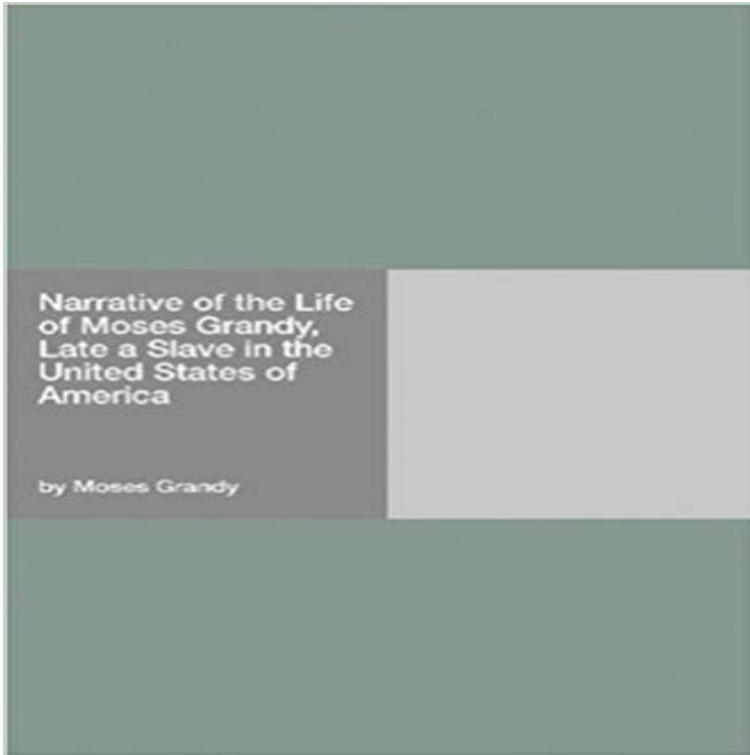 Narrative of the Life
of Moses Grandy,
Late a Slave in the
United States of
America
by Moses Grandy